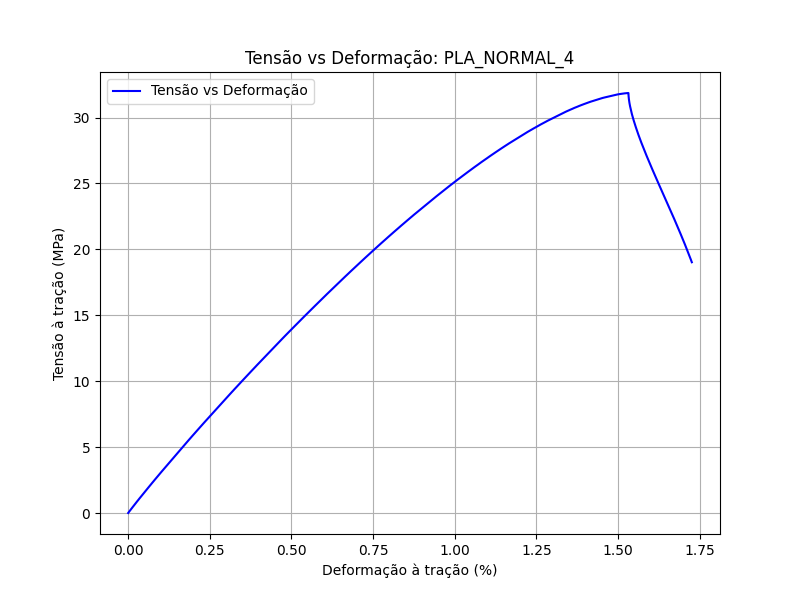 Tensão vs Deformação: PLA_NORMAL_4
Tensão vs Deformação
Tensão à tração (MPa)
30
25
20
15
10
5
0
0.00 0.25 0.50 0.75 1.00 1.25 1.50 1.75
Deformação à tração (%)